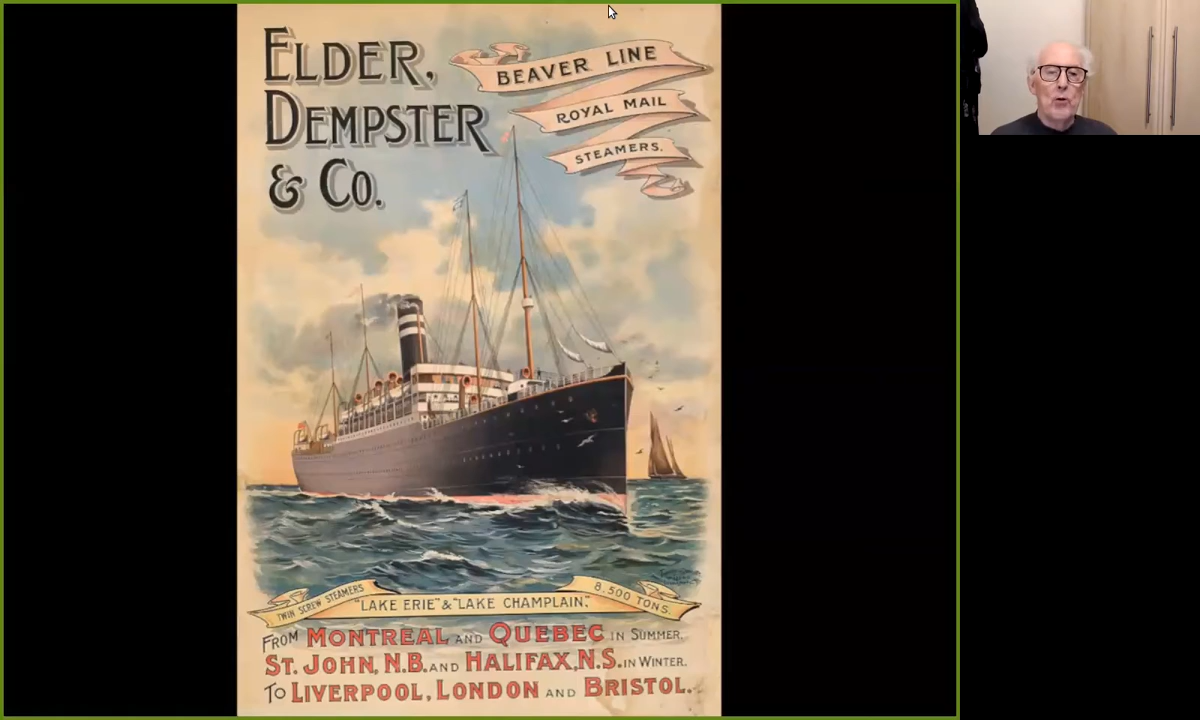 ELDER,
DEMPSTER
& CO.
BEAVER LINE
ROYAL MAIL
STEAMERS.
TWIN SCREW STEAMERS
"LAKE ERIE" & "LAKE CHAMPLAIN."
8,500 TONS.
FROM MONTREAL AND QUEBEC IN SUMMER.
ST. JOHN, N.B. AND HALIFAX, N.S. IN WINTER.
TO LIVERPOOL, LONDON AND BRISTOL.